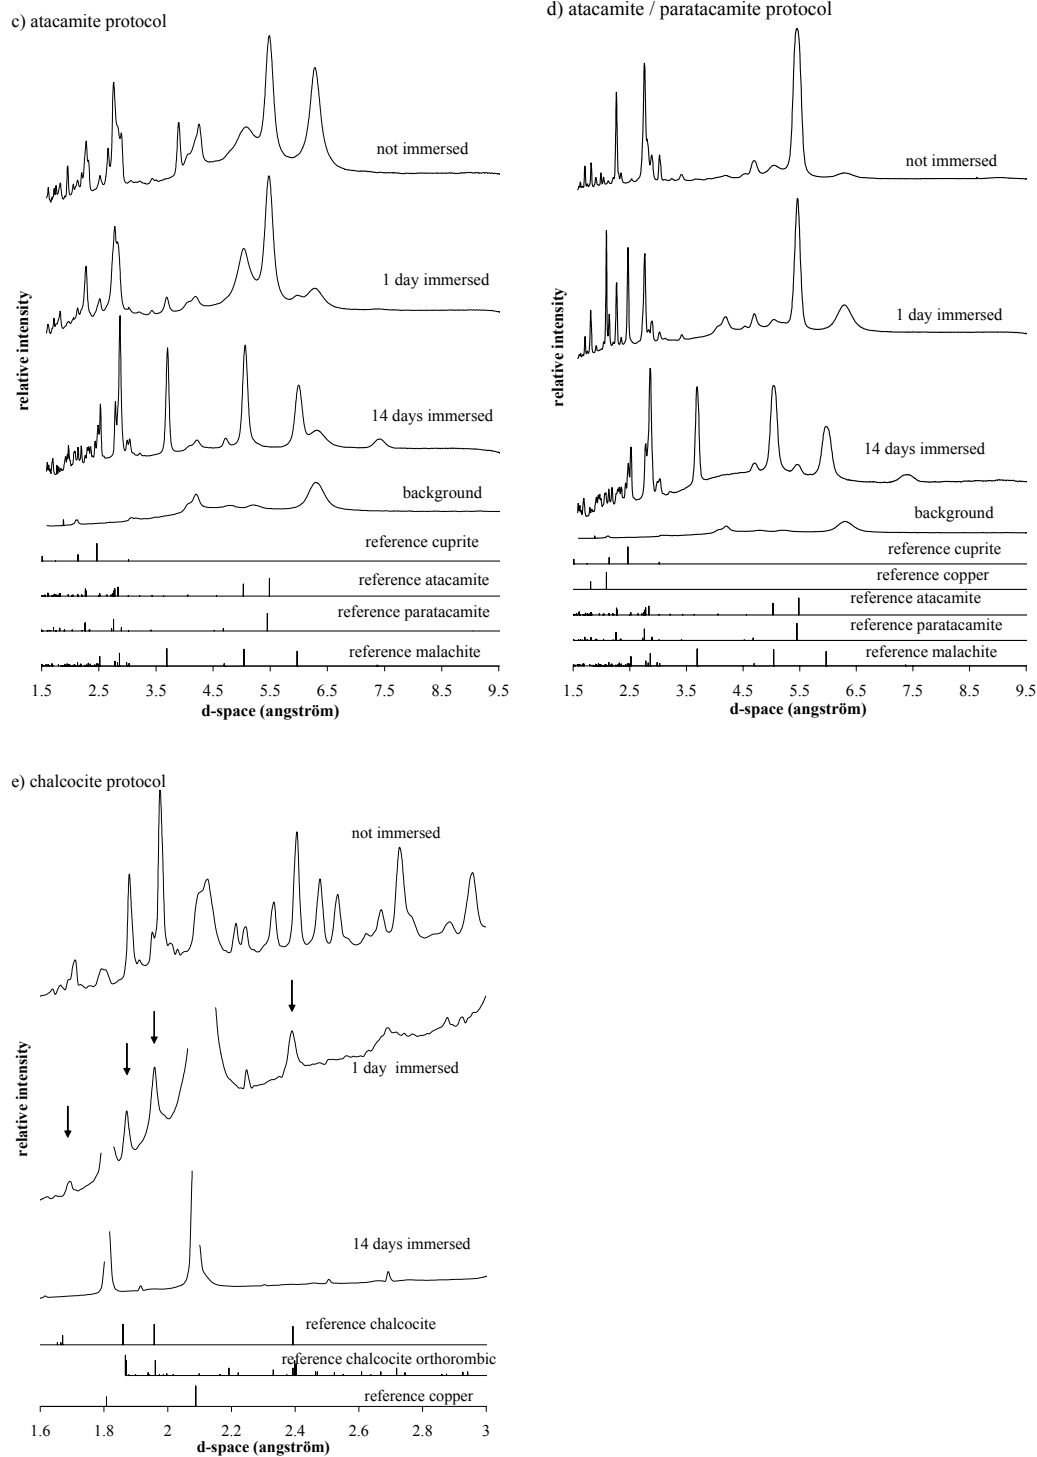 c) atacamite protocol
not immersed
1 day immersed
14 days immersed
background
reference cuprite
reference atacamite
reference paratacamite
reference malachite
relative intensity
1.5 2.5 3.5 4.5 5.5 6.5 7.5 8.5 9.5
d-space (angström)
d) atacamite / paratacamite protocol
not immersed
1 day immersed
14 days immersed
background
reference cuprite
reference copper
reference atacamite
reference paratacamite
reference malachite
relative intensity
1.5 2.5 3.5 4.5 5.5 6.5 7.5 8.5 9.5
d-space (angström)
e) chalcocite protocol
not immersed
1 day immersed
14 days immersed
reference chalcocite
reference chalcocite orthorombic
reference copper
relative intensity
1.6 1.8 2 2.2 2.4 2.6 2.8 3
d-space (angström)